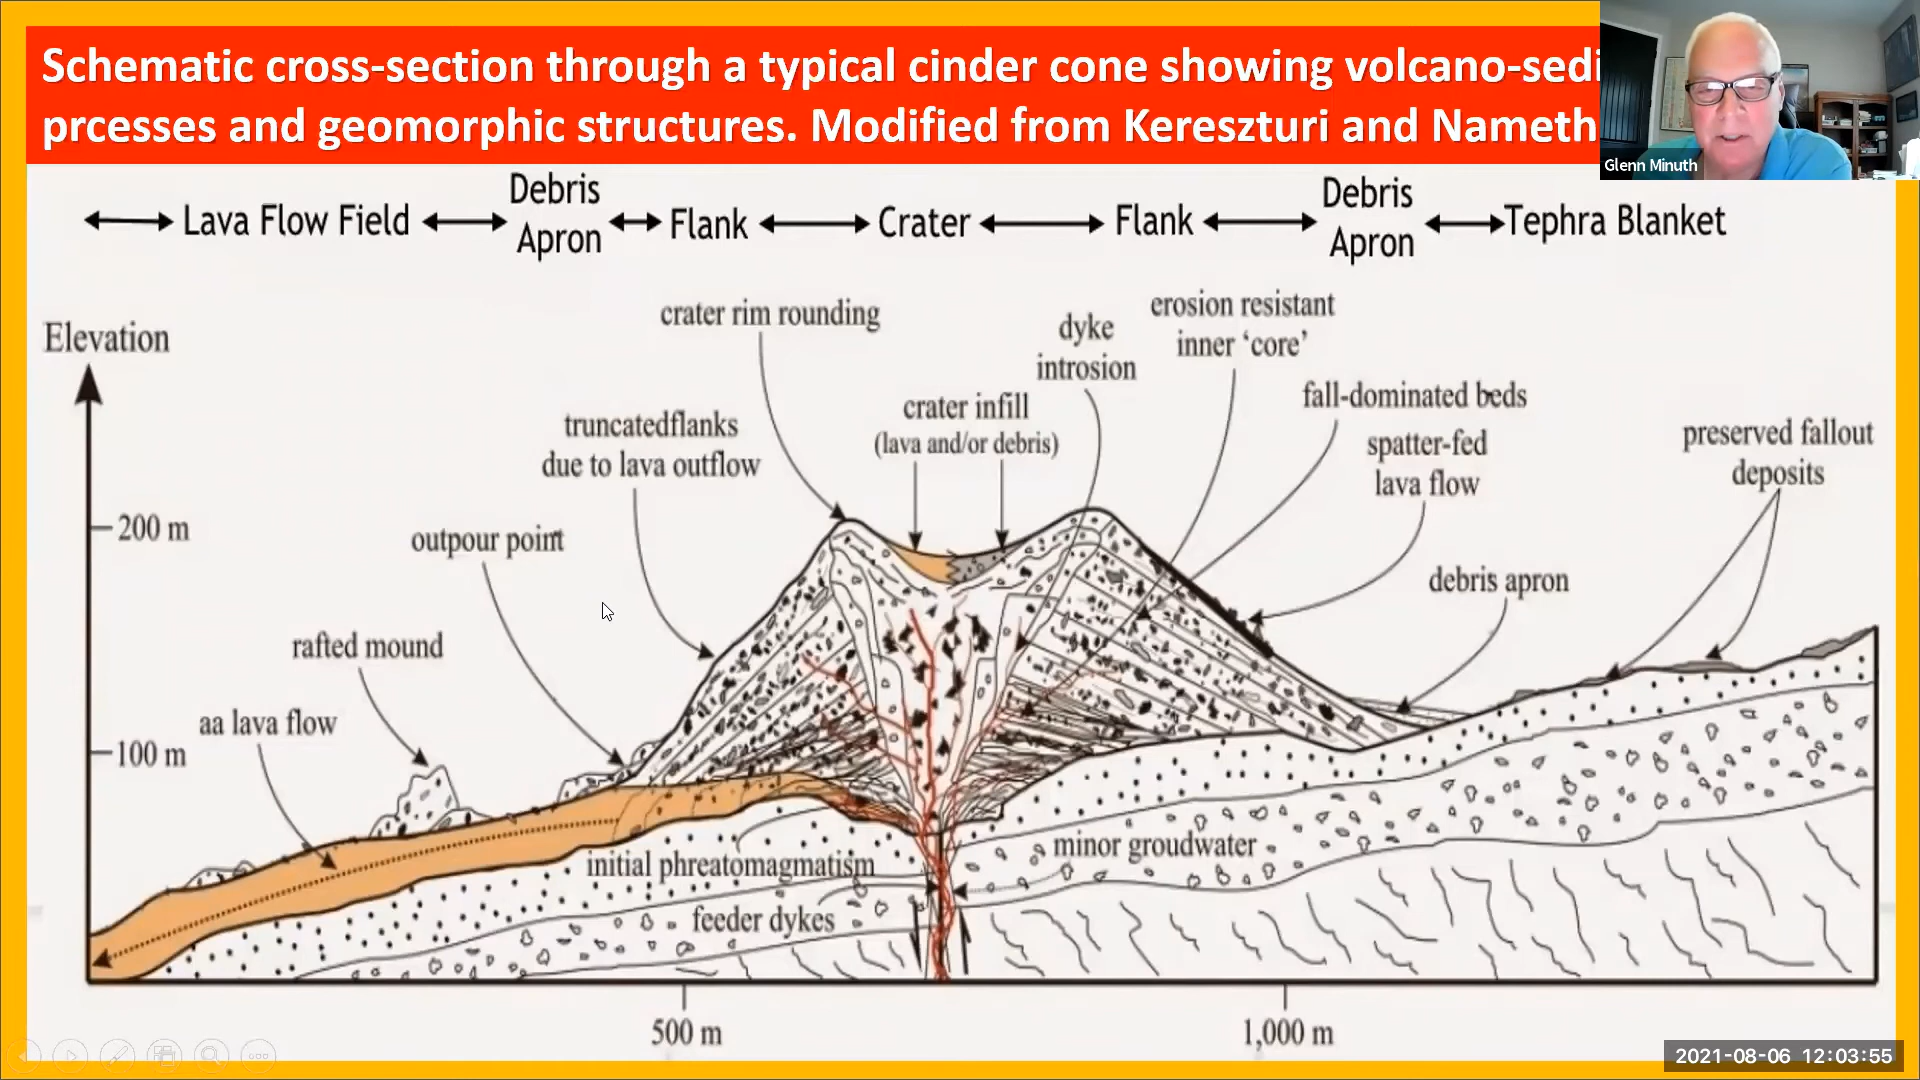 Schematic cross-section through a typical cinder cone showing volcano-sedi
prcesses and geomorphic structures. Modified from Kereszturi and Nameth
Glenn Minuth
Lava Flow Field
Debris
Apron
Flank
Crater
Flank
Debris
Apron
Tephra Blanket
Elevation
200 m
100 m
crater rim rounding
truncatedflanks
due to lava outflow
outpour point
rafted mound
aa lava flow
crater infill
(lava and/or debris)
dyke
introsion
erosion resistant
inner ‘core’
fall-dominated beds
spatter-fed
lava flow
preserved fallout
deposits
debris apron
initial phreatomagmatism
minor groudwater
feeder dykes
500 m
1,000 m
2021-08-06 12:03:55